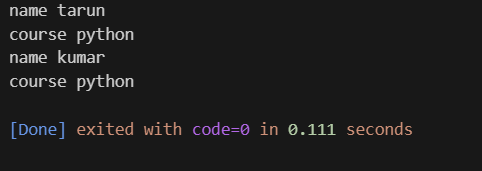 name tarun
course python
name kumar
course python
[Done] exited with code=0 in 0.111 seconds